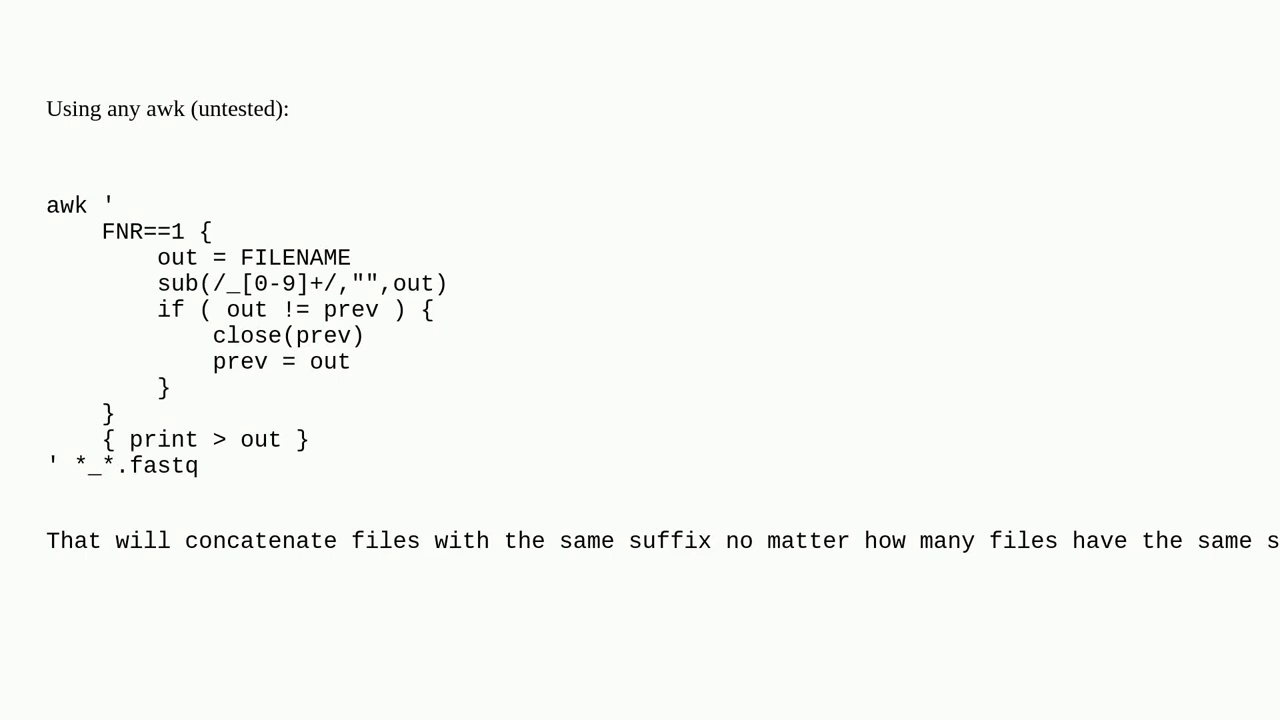 Using any awk (untested):
awk '
    FNR==1 {
        out = FILENAME
        sub(/_[0-9]+/,"",out)
        if ( out != prev ) {
            close(prev)
            prev = out
        }
    }
    { print > out }
' *_*.fastq
That will concatenate files with the same suffix no matter how many files have the same